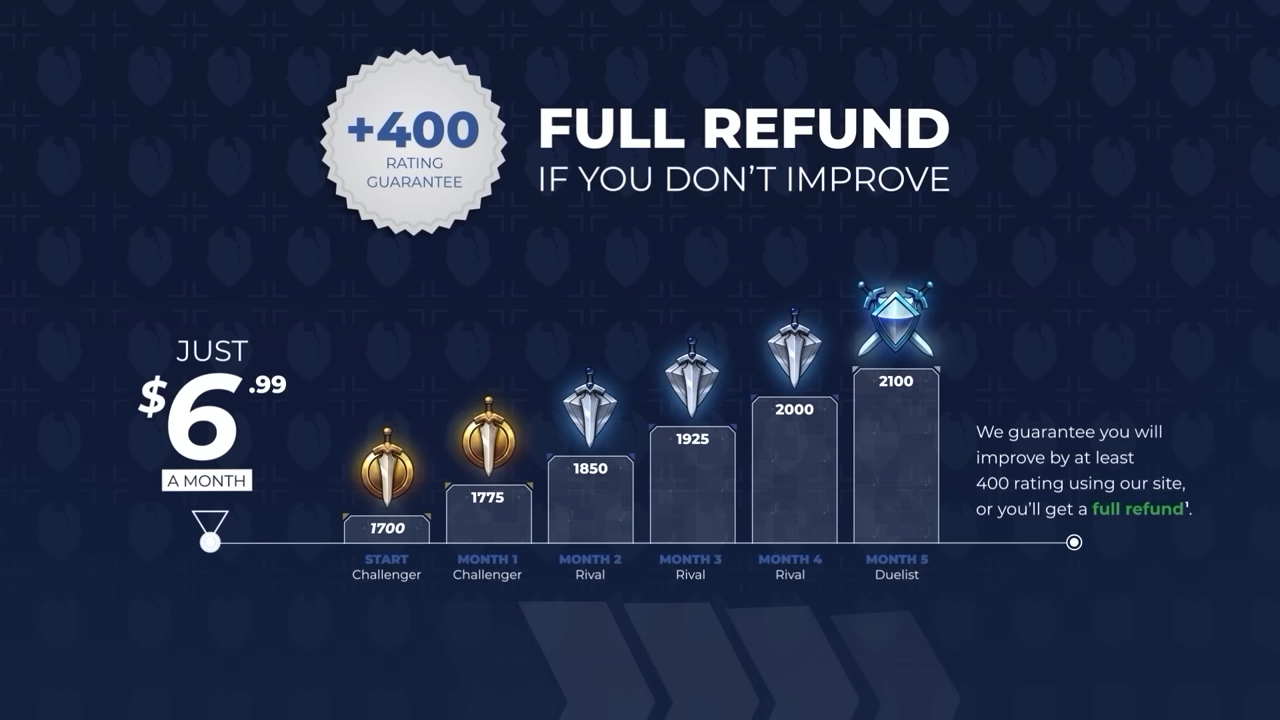 +400
RATING
GUARANTEE
FULL REFUND
IF YOU DON'T IMPROVE
JUST
$6.99
A MONTH
1700
1775
1850
1925
2000
2100
START
Challenger
MONTH 1
Challenger
MONTH 2
Rival
MONTH 3
Rival
MONTH 4
Rival
MONTH 5
Duelist
We guarantee you will
improve by at least
400 rating using our site,
or you'll get a full refund¹.